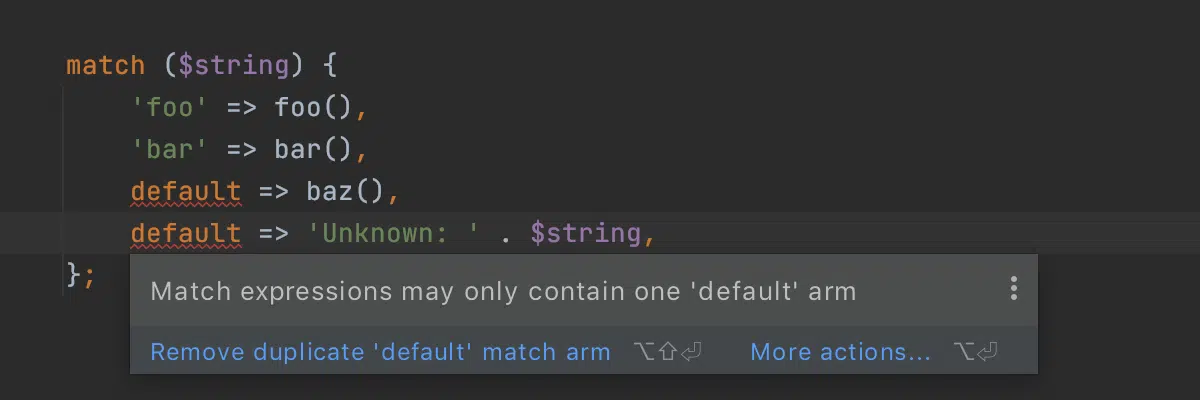 match ($string) {
    'foo' => foo(),
    'bar' => bar(),
    default => baz(),
    default => 'Unknown: ' . $string,
};
Match expressions may only contain one 'default' arm
Remove duplicate 'default' match arm ⌥⇧⏎ More actions... ⌥⏎